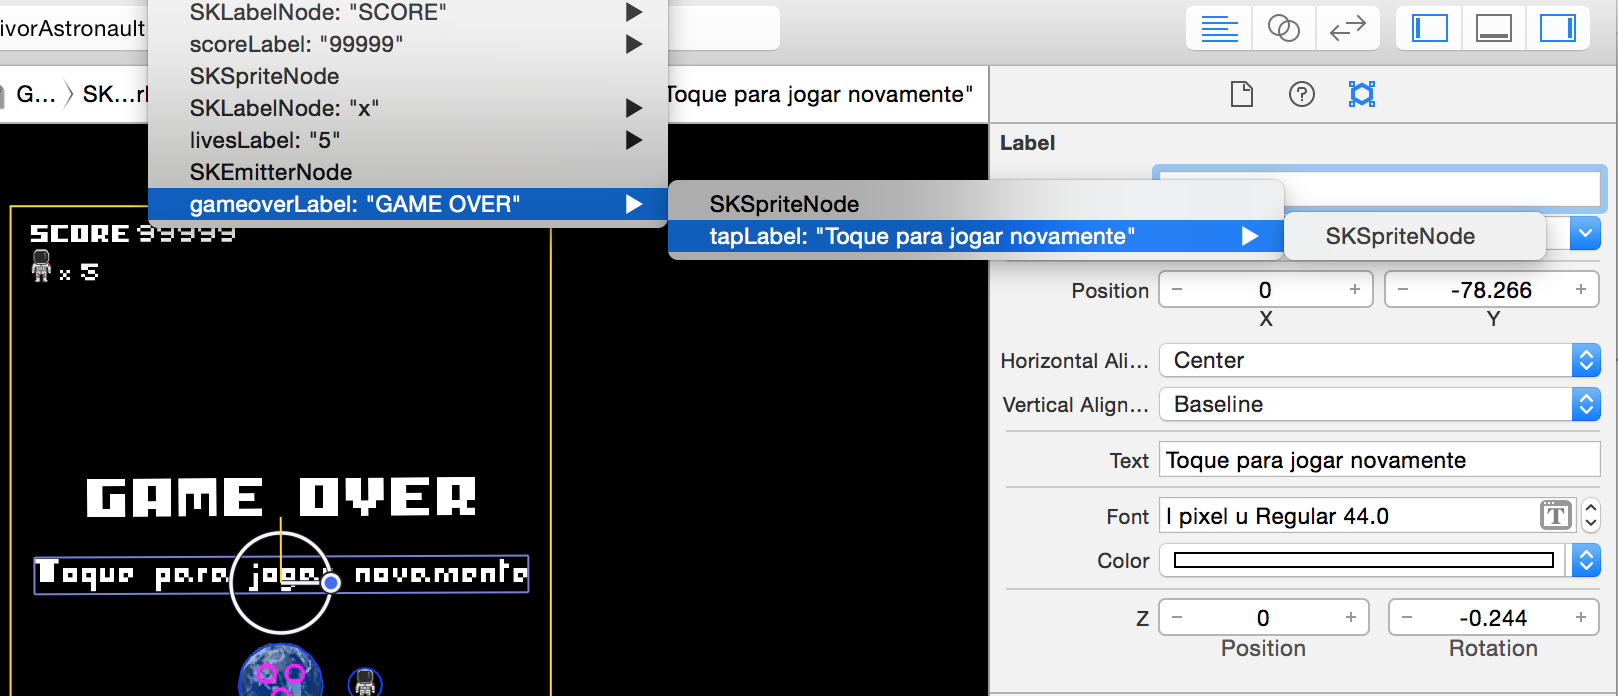 SKLabelNode: "SCORE"
ivorAstronaut
scoreLabel: "99999"
SKSpriteNode
G... SK...rl
Toque para jogar novamente"
SKLabelNode: "x"
livesLabel: "5"
SKEmitterNode
gameoverLabel: "GAME OVER"
SKSpriteNode
tapLabel: "Toque para jogar novamente"
SKSpriteNode
Label
SCORE 99999
x 5
GAME OVER
Toque para jogar novamente
Position
- 0 +
- -78.266 +
X
Y
Horizontal Ali...
Center
Vertical Align...
Baseline
Text
Toque para jogar novamente
Font
I pixel u Regular 44.0
T
Color
Z
- 0 +
- -0.244 +
Position
Rotation